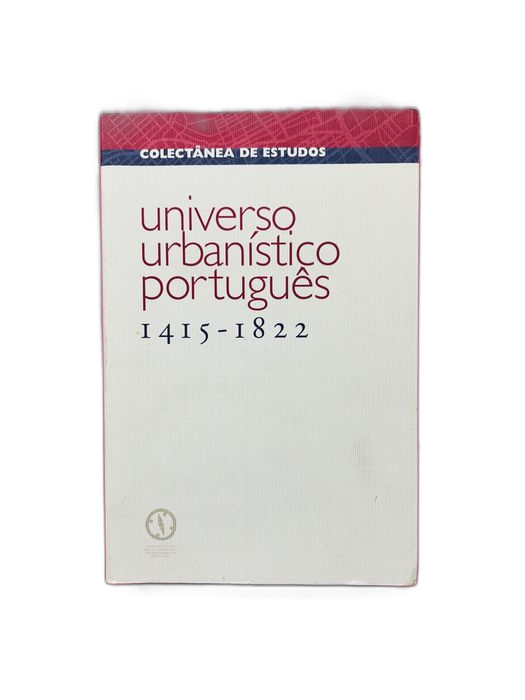 COLECTÂNEA DE ESTUDOS
universo
urbanístico
português
1415-1822